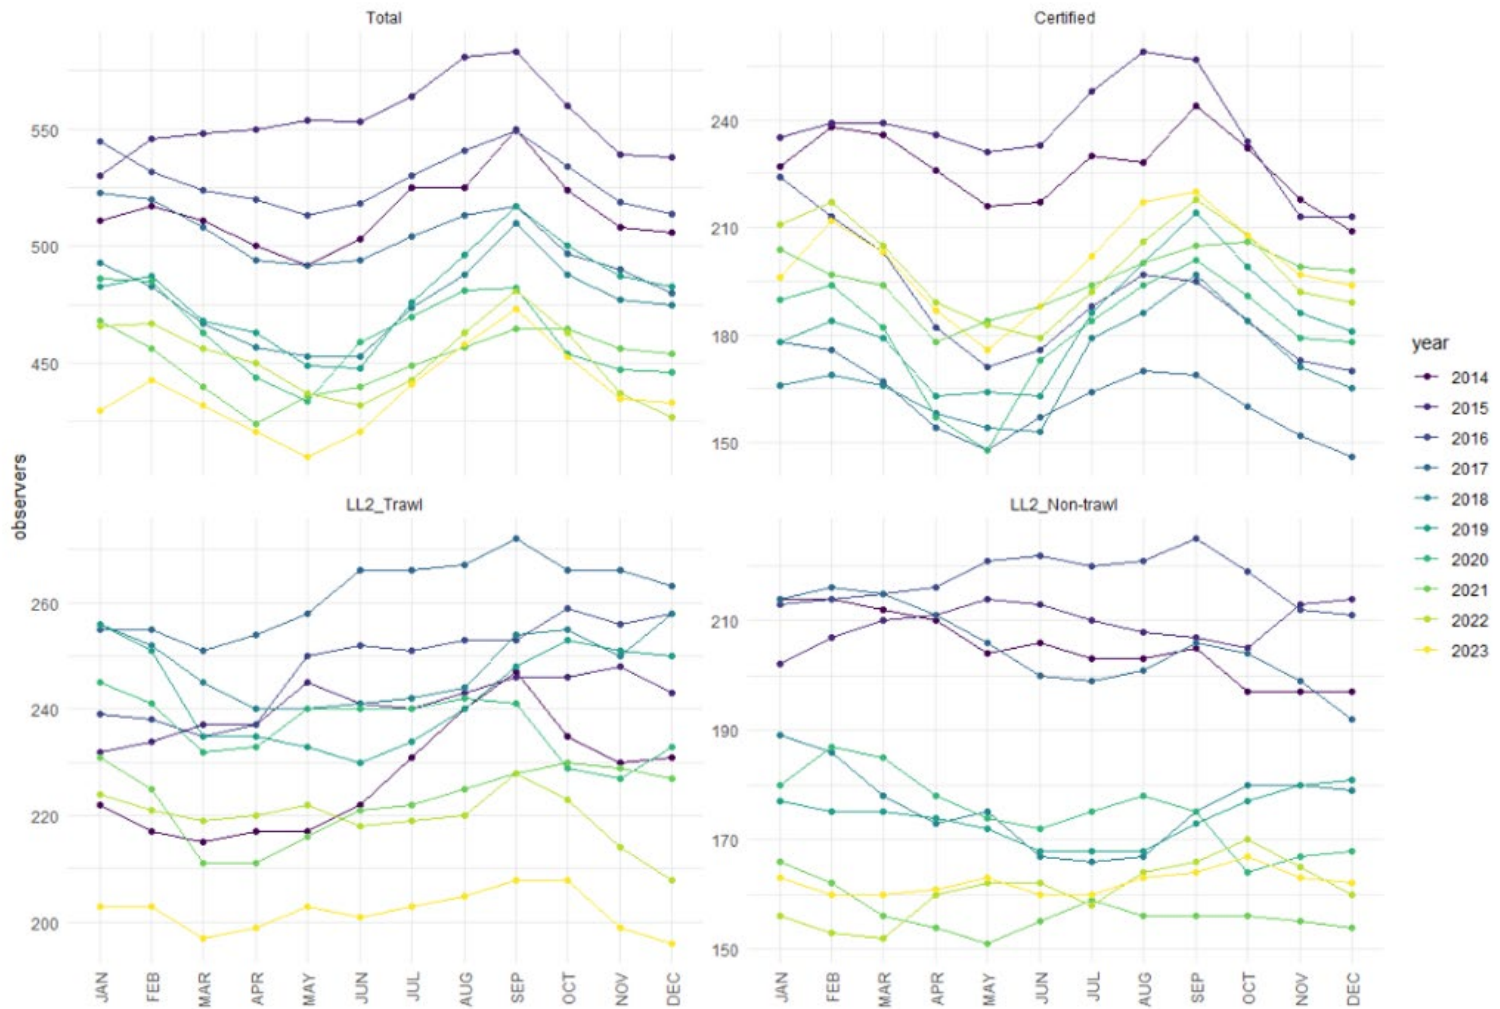 Total
Certified
550
500
450
240
210
180
150
observers
LL2_Trawl
LL2_Non-trawl
260
240
220
200
210
190
170
150
JAN
FEB
MAR
APR
MAY
JUN
JUL
AUG
SEP
OCT
NOV
DEC
JAN
FEB
MAR
APR
MAY
JUN
JUL
AUG
SEP
OCT
NOV
DEC
year
2014
2015
2016
2017
2018
2019
2020
2021
2022
2023